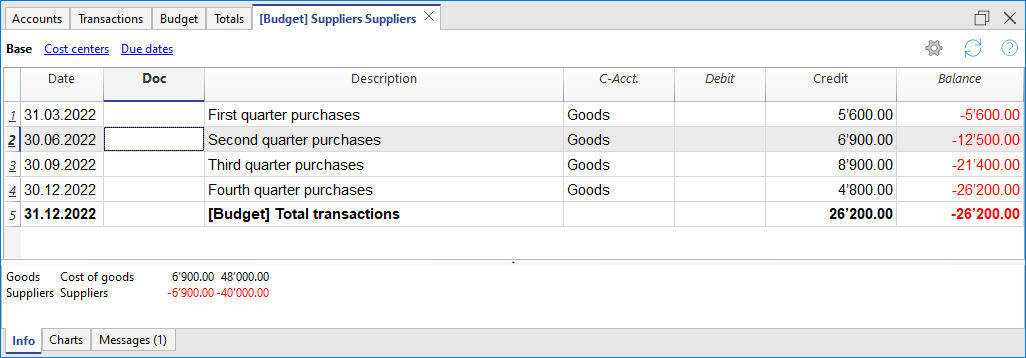 Accounts Transactions Budget Totals [Budget] Suppliers Suppliers
Base Cost centers Due dates
Date Doc Description C-Acct. Debit Credit Balance
1 31.03.2022 First quarter purchases Goods 5'600.00 -5'600.00
2 30.06.2022 Second quarter purchases Goods 6'900.00 -12'500.00
3 30.09.2022 Third quarter purchases Goods 8'900.00 -21'400.00
4 30.12.2022 Fourth quarter purchases Goods 4'800.00 -26'200.00
5 31.12.2022 [Budget] Total transactions 26'200.00 -26'200.00
Goods Cost of goods 6'900.00 48'000.00
Suppliers Suppliers -6'900.00 -40'000.00
Info Charts Messages (1)